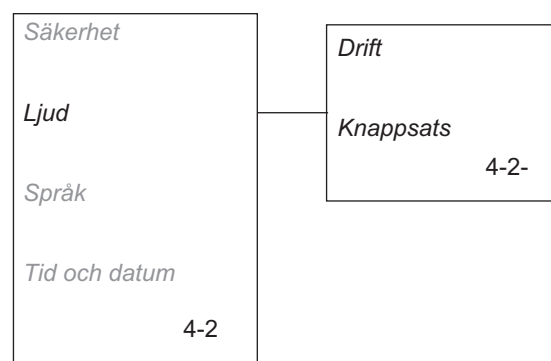 Säkerhet
Ljud
Språk
Tid och datum
4-2
Drift
Knappsats
4-2-